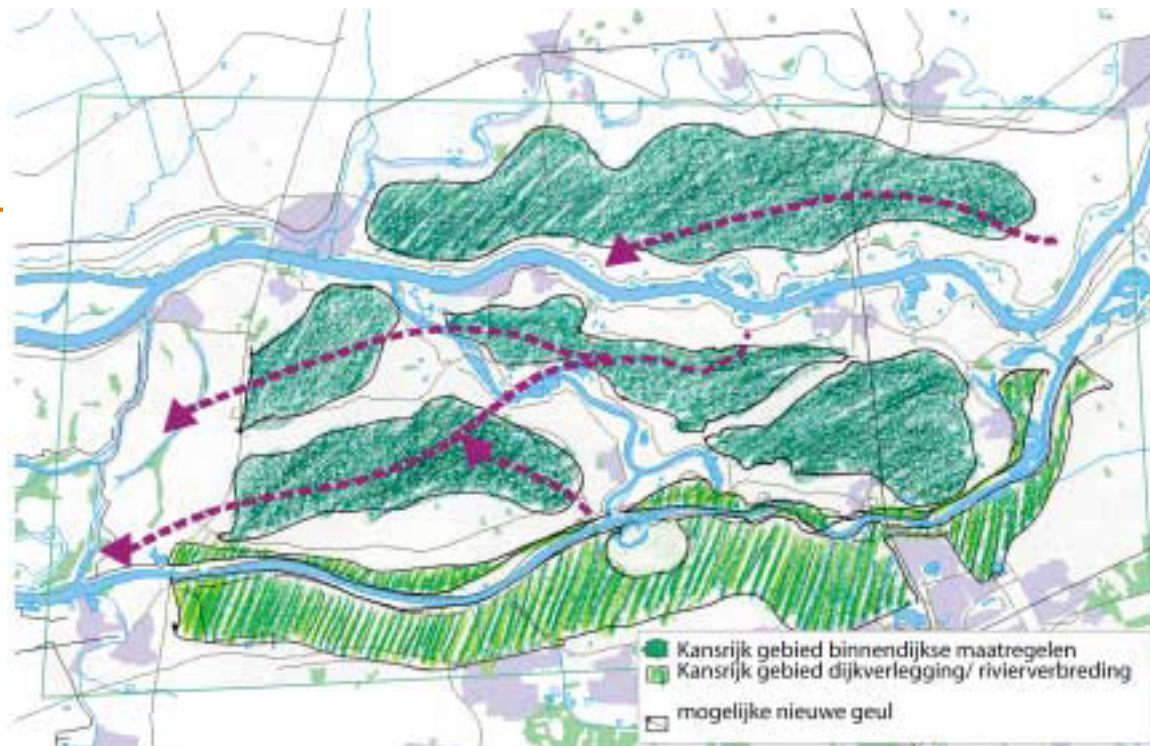 Kansrijk gebied binnendijkse maatregelen
Kansrijk gebied dijkverlegging/ rivierverbreding
mogelijke nieuwe geul